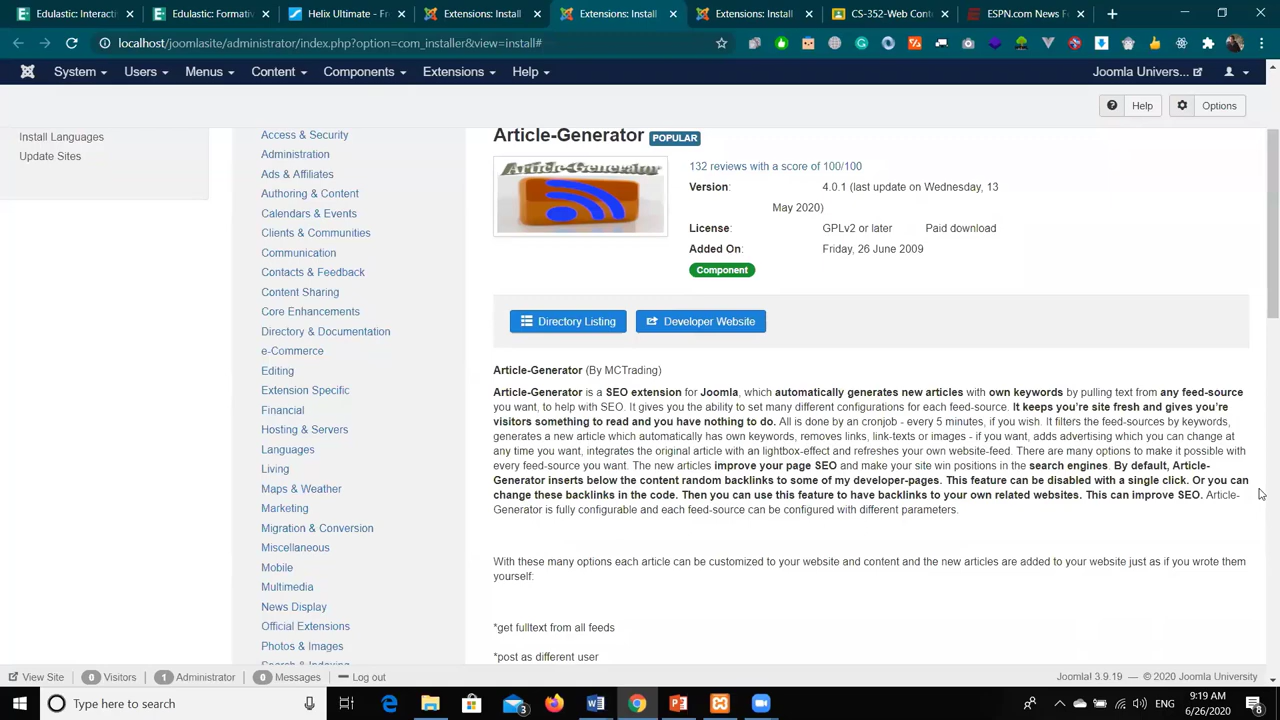 Edulastic: Interactiv
Edulastic: Formativ
Helix Ultimate - Fre
Extensions: Install
Extensions: Install
Extensions: Install
CS-352-Web Conte
ESPN.com News F
localhost/joomlasite/administrator/index.php?option=com_installer&view=install#
System Users Menus Content Components Extensions Help Joomla Univers...
Help Options
Install Languages
Update Sites
Access & Security
Administration
Ads & Affiliates
Authoring & Content
Calendars & Events
Clients & Communities
Communication
Contacts & Feedback
Content Sharing
Core Enhancements
Directory & Documentation
e-Commerce
Editing
Extension Specific
Financial
Hosting & Servers
Languages
Living
Maps & Weather
Marketing
Migration & Conversion
Miscellaneous
Mobile
Multimedia
News Display
Official Extensions
Photos & Images
Search & Indexing
Article-Generator POPULAR
Article-Generator
132 reviews with a score of 100/100
Version: 4.0.1 (last update on Wednesday, 13
May 2020)
License: GPLv2 or later Paid download
Added On: Friday, 26 June 2009
Component
Directory Listing Developer Website
Article-Generator (By MCTrading)
Article-Generator is a SEO extension for Joomla, which automatically generates new articles with own keywords by pulling text from any feed-source
you want, to help with SEO. It gives you the ability to set many different configurations for each feed-source. It keeps you're site fresh and gives you're
visitors something to read and you have nothing to do. All is done by an cronjob - every 5 minutes, if you wish. It filters the feed-sources by keywords,
generates a new article which automatically has own keywords, removes links, link-texts or images - if you want, adds advertising which you can change at
any time you want, integrates the original article with an lightbox-effect and refreshes your own website-feed. There are many options to make it possible with
every feed-source you want. The new articles improve your page SEO and make your site win positions in the search engines. By default, Article-
Generator inserts below the content random backlinks to some of my developer-pages. This feature can be disabled with a single click. Or you can
change these backlinks in the code. Then you can use this feature to have backlinks to your own related websites. This can improve SEO. Article-
Generator is fully configurable and each feed-source can be configured with different parameters.
With these many options each article can be customized to your website and content and the new articles are added to your website just as if you wrote them
yourself:
*get fulltext from all feeds
*post as different user
View Site 0 Visitors 1 Administrator 0 Messages Log out Joomla! 3.9.19 — © 2020 Joomla University
Type here to search
3
ENG
9:19 AM
6/26/2020
8